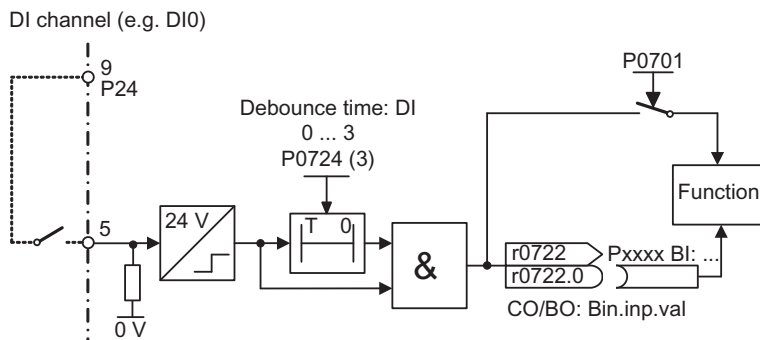 DI channel (e.g. DI0)
9
P24
P0701
Debounce time: DI
0 ... 3
P0724 (3)
Function
5
24 V
T 0
&
r0722
Pxxxx BI: ...
r0722.0
0 V
CO/BO: Bin.inp.val